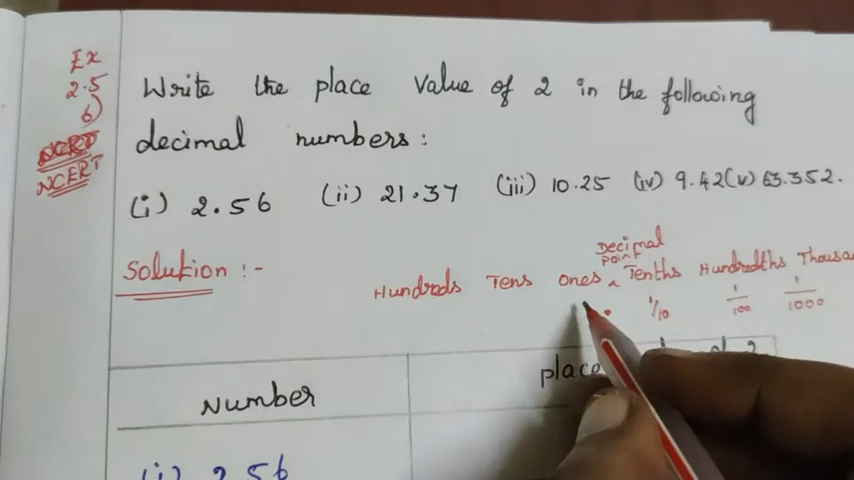 Ex
2.5
6)
NCERT
NCERT
Write the place value of 2 in the following
decimal numbers:
(i) 2.56 (ii) 21.37 (iii) 10.25 (iv) 9.42 (v) 63.352.
Solution :-
Decimal
point
Hundreds Tens Ones . Tenths Hundredths Thousa
1/10 1/100 1/1000
Number place
(i) 2.56